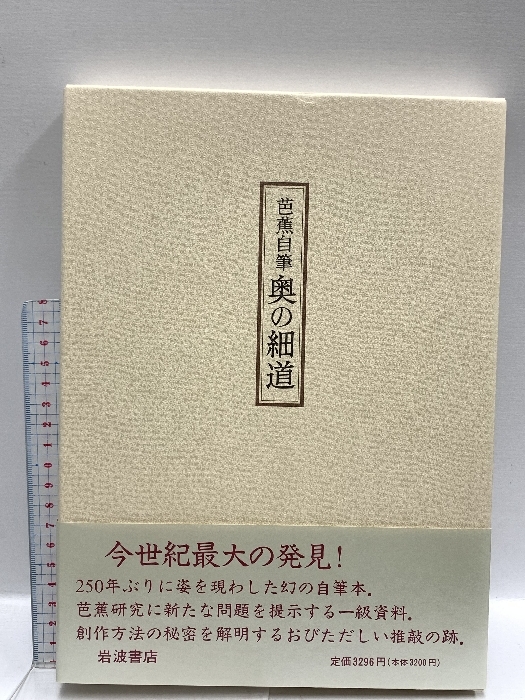 芭蕉自筆 奥の細道
今世紀最大の発見!
250年ぶりに姿を現わした幻の自筆本.
芭蕉研究に新たな問題を提示する一級資料.
創作方法の秘密を解明するおびただしい推敲の跡.
岩波書店 定価3296円(本体3200円)